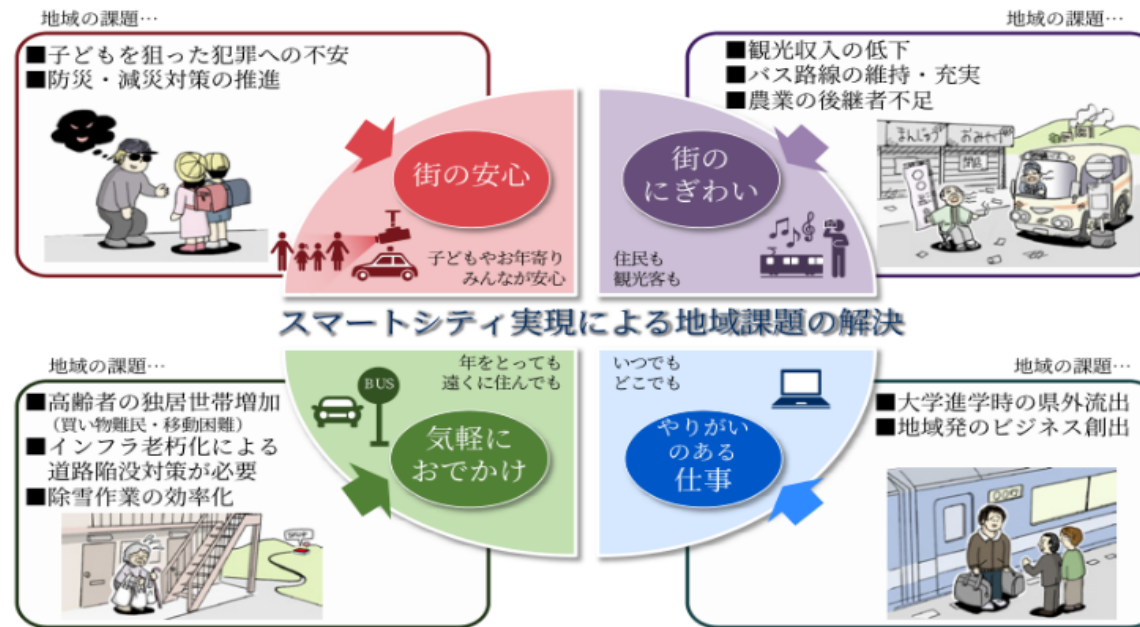 地域の課題…
■子どもを狙った犯罪への不安
■防災・減災対策の推進
街の安心
子どもやお年寄り
みんなが安心
地域の課題…
■観光収入の低下
■バス路線の維持・充実
■農業の後継者不足
まんじゅう
おみやげ
閉店
街の
にぎわい
住民も
観光客も
スマートシティ実現による地域課題の解決
地域の課題…
■高齢者の独居世帯増加
(買い物難民・移動困難)
■インフラ老朽化による
道路陥没対策が必要
■除雪作業の効率化
年をとっても
遠くに住んでも
BUS
気軽に
おでかけ
いつでも
どこでも
やりがい
のある
仕事
地域の課題…
■大学進学時の県外流出
■地域発のビジネス創出